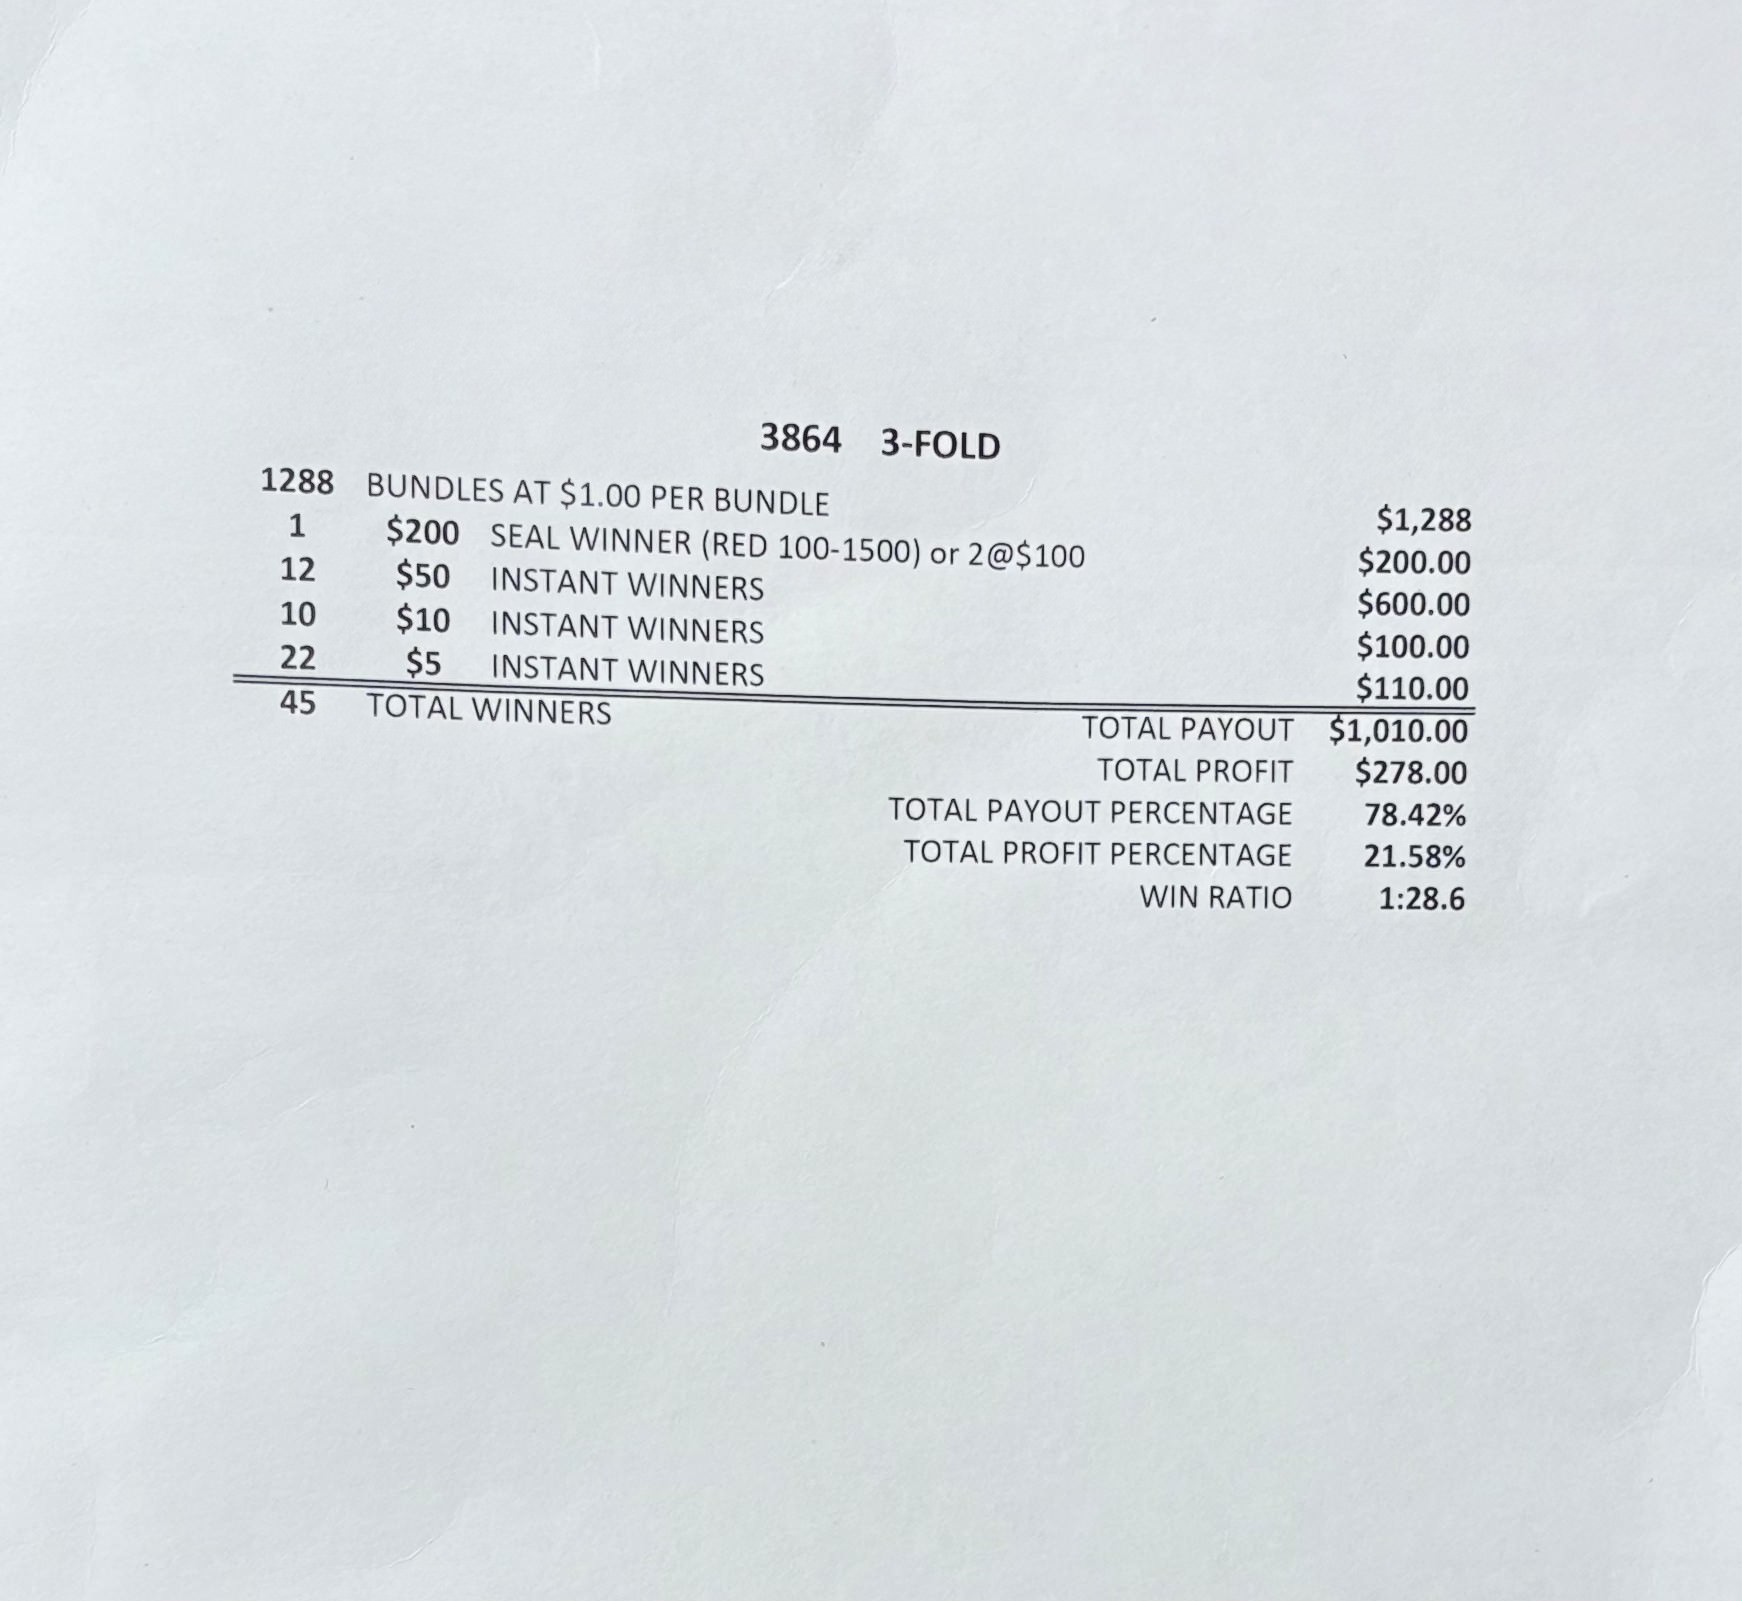 3864 3-FOLD
1288 BUNDLES AT $1.00 PER BUNDLE $1,288
1 $200 SEAL WINNER (RED 100-1500) or 2@$100 $200.00
12 $50 INSTANT WINNERS $600.00
10 $10 INSTANT WINNERS $100.00
22 $5 INSTANT WINNERS $110.00
45 TOTAL WINNERS TOTAL PAYOUT $1,010.00
TOTAL PROFIT $278.00
TOTAL PAYOUT PERCENTAGE 78.42%
TOTAL PROFIT PERCENTAGE 21.58%
WIN RATIO 1:28.6